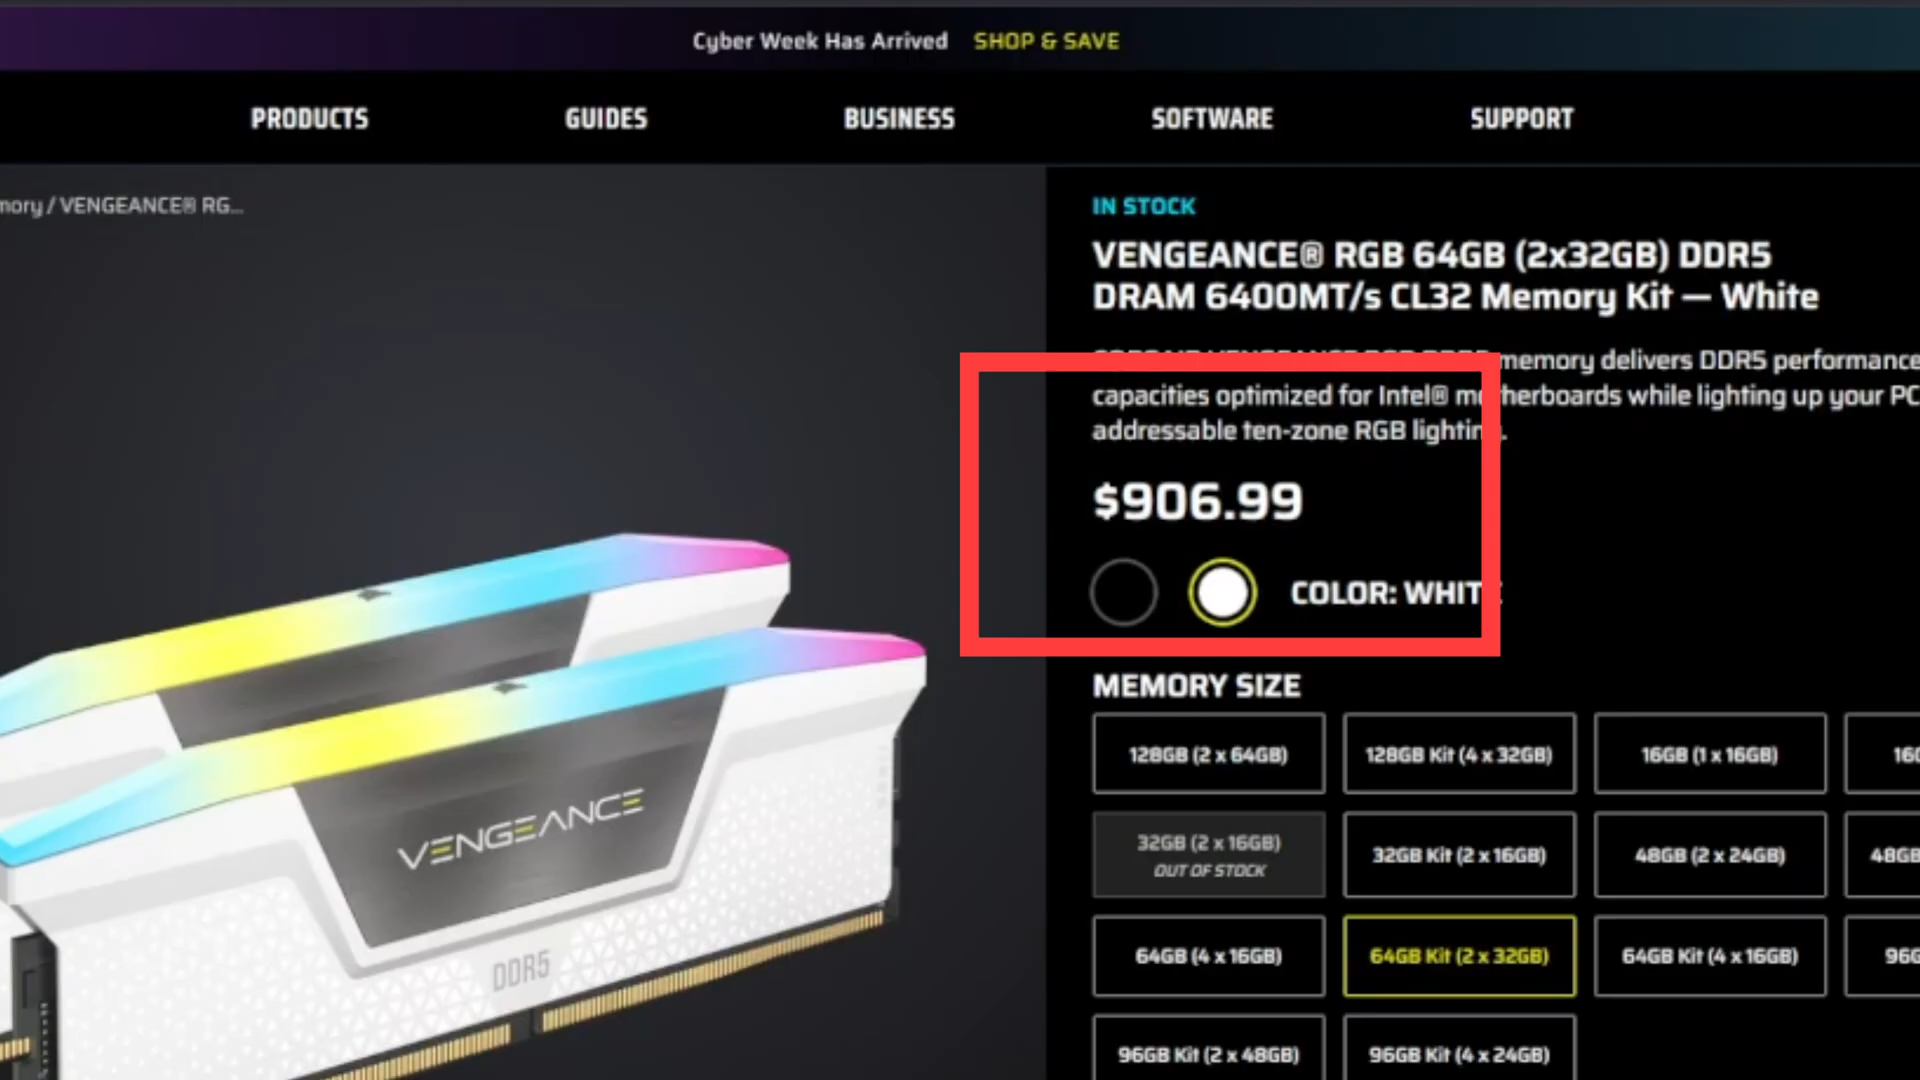 Cyber Week Has Arrived SHOP & SAVE
PRODUCTS GUIDES BUSINESS SOFTWARE SUPPORT
/ VENGEANCE® RG...
IN STOCK
VENGEANCE® RGB 64GB (2x32GB) DDR5
DRAM 6400MT/s CL32 Memory Kit — White
memory delivers DDR5 performance
capacities optimized for Intel® motherboards while lighting up your PC
addressable ten-zone RGB lighting.
$906.99
COLOR: WHITE
MEMORY SIZE
128GB (2 x 64GB) 128GB Kit (4 x 32GB) 16GB (1 x 16GB)
32GB (2 x 16GB) 32GB Kit (2 x 16GB) 48GB (2 x 24GB) 48GB
OUT OF STOCK
64GB (4 x 16GB) 64GB Kit (2 x 32GB) 64GB Kit (4 x 16GB)
96GB Kit (2 x 48GB) 96GB Kit (4 x 24GB)
VENGEANCE
DDR5